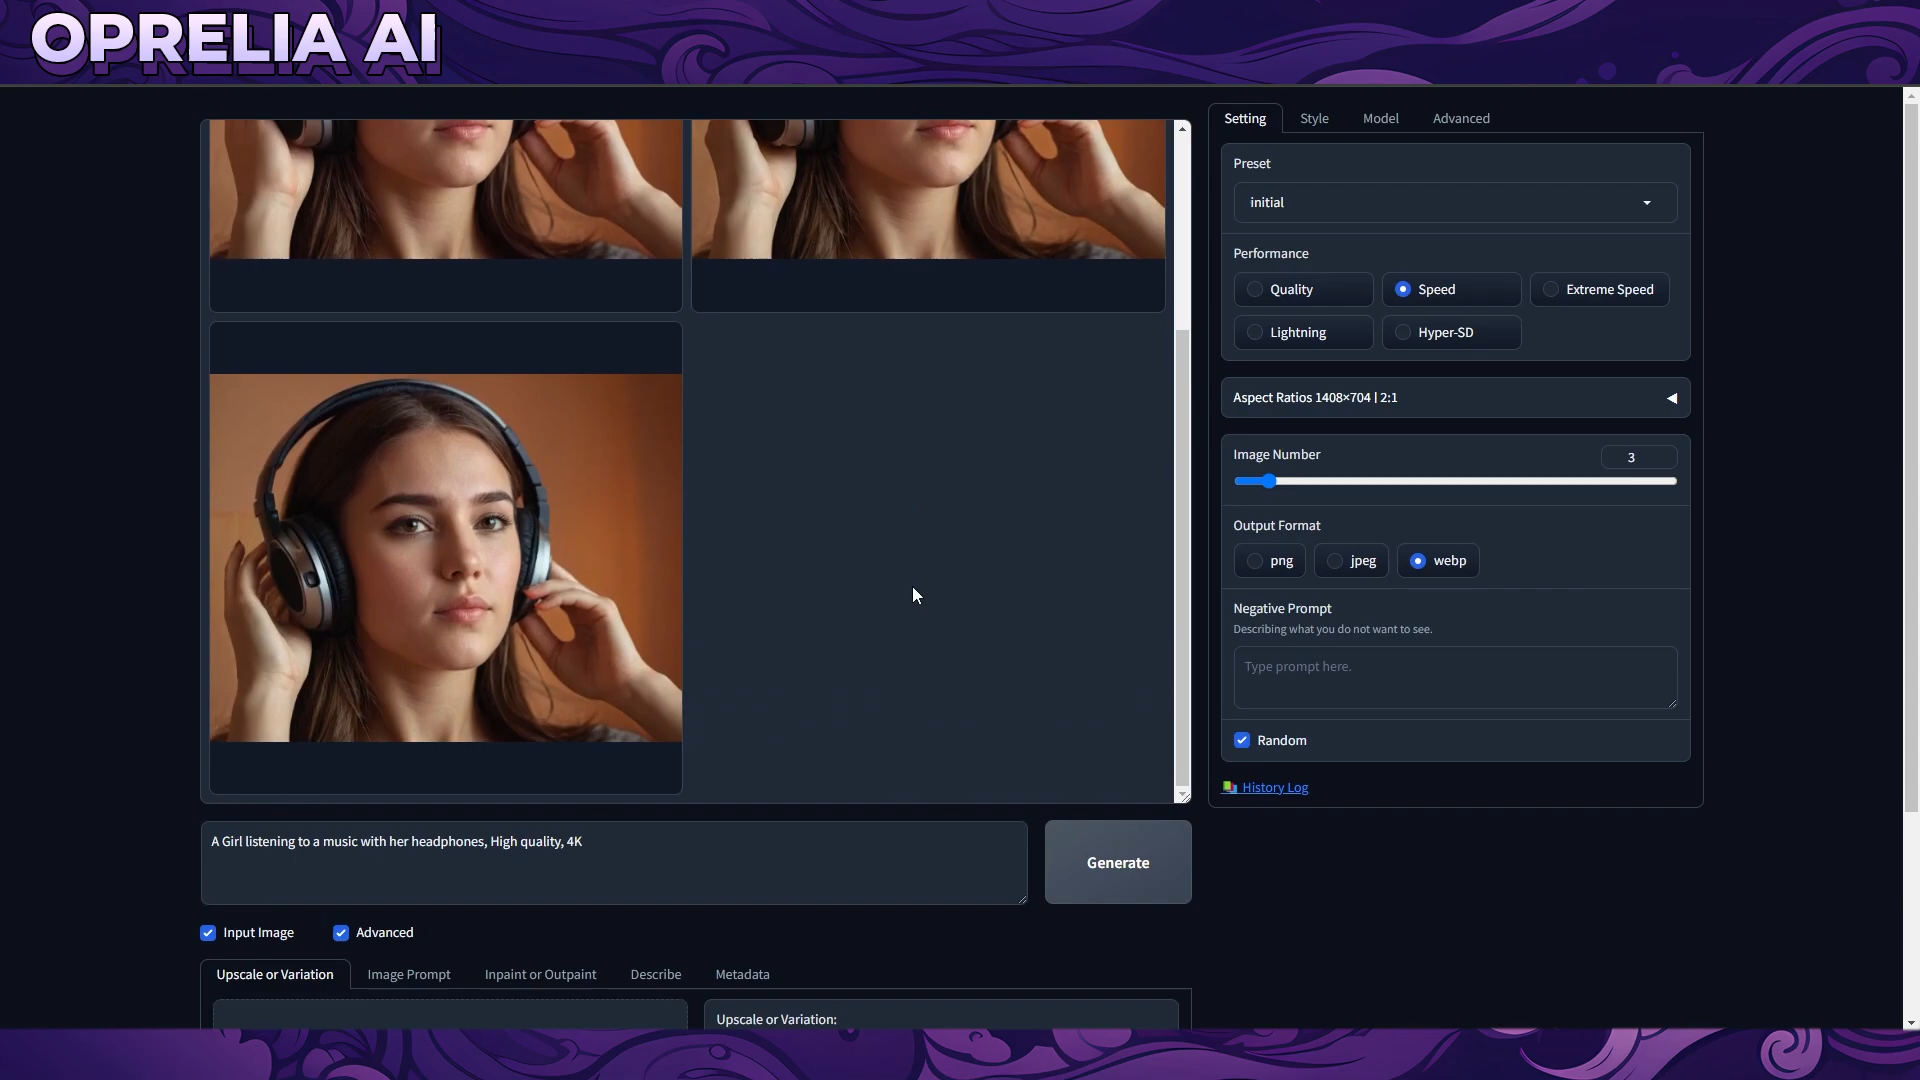 OPRELIA AI
Setting
Style
Model
Advanced
Preset
initial
Performance
Quality
Speed
Extreme Speed
Lightning
Hyper-SD
Aspect Ratios 1408×704 | 2:1
Image Number
3
Output Format
png
jpeg
webp
Negative Prompt
Describing what you do not want to see.
Type prompt here.
Random
History Log
A Girl listening to a music with her headphones, High quality, 4K
Generate
Input Image
Advanced
Upscale or Variation
Image Prompt
Inpaint or Outpaint
Describe
Metadata
Upscale or Variation: